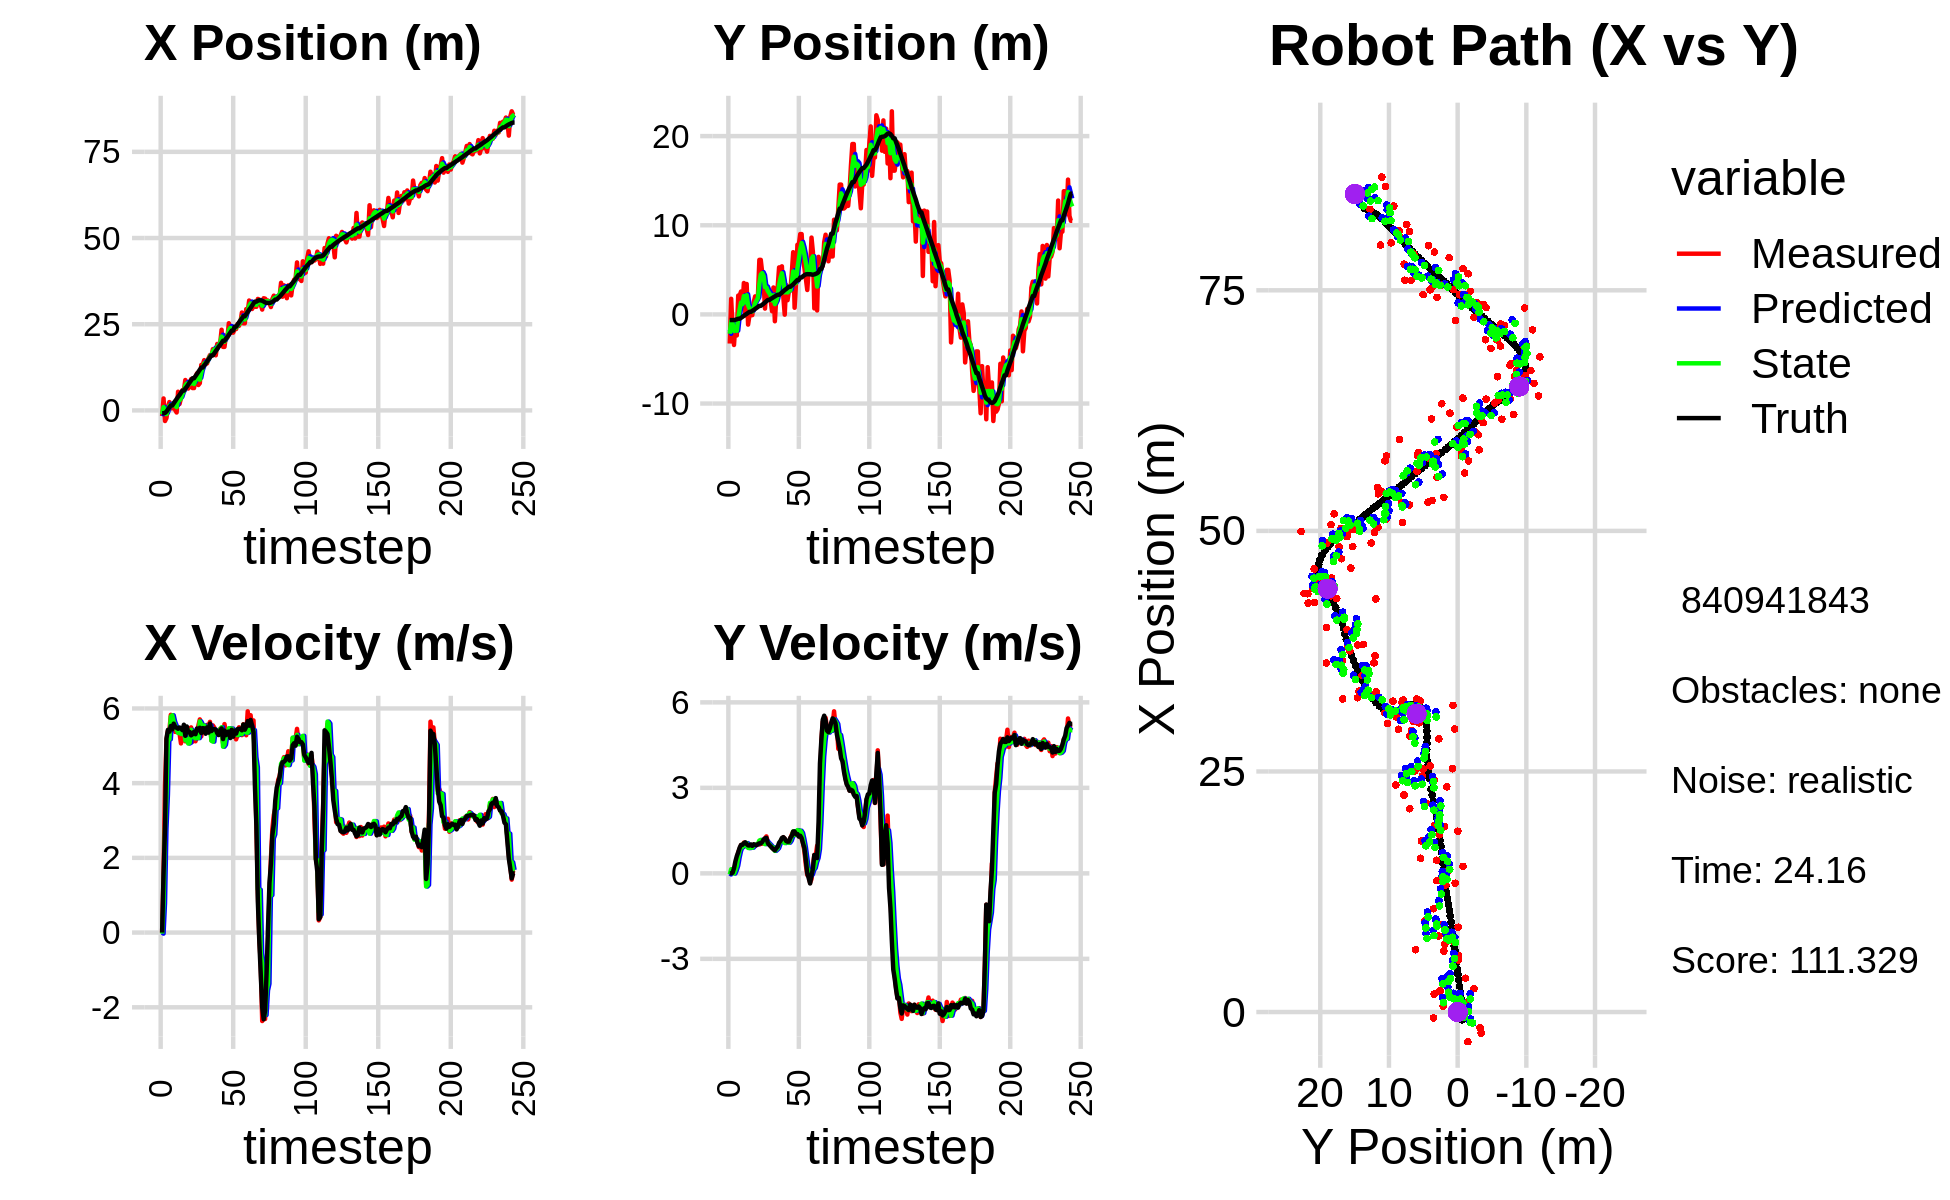 X Position (m)
75
50
25
0
0
50
100
150
200
250
timestep
Y Position (m)
20
10
0
-10
0
50
100
150
200
250
timestep
X Velocity (m/s)
6
4
2
0
-2
0
50
100
150
200
250
timestep
Y Velocity (m/s)
6
3
0
-3
0
50
100
150
200
250
timestep
Robot Path (X vs Y)
X Position (m)
75
50
25
0
20 10 0 -10 -20
Y Position (m)
variable
Measured
Predicted
State
Truth
840941843
Obstacles: none
Noise: realistic
Time: 24.16
Score: 111.329